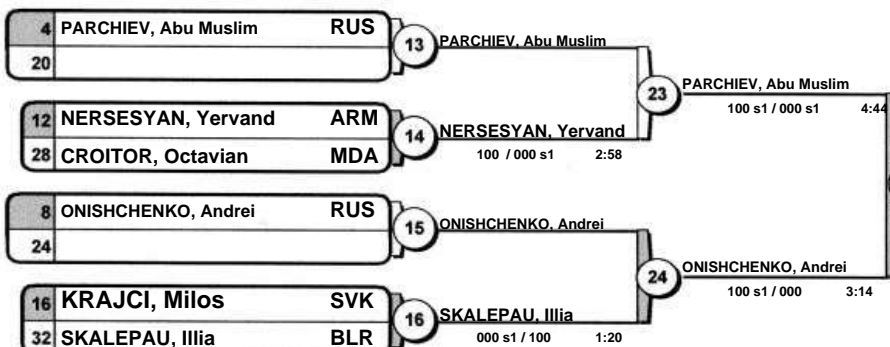 4 PARCHIEV, Abu Muslim RUS
20
13
PARCHIEV, Abu Muslim
12 NERSESYAN, Yervand ARM
28 CROITOR, Octavian MDA
14
NERSESYAN, Yervand
100 / 000 s1 2:58
23
PARCHIEV, Abu Muslim
100 s1 / 000 s1 4:44
8 ONISHCHENKO, Andrei RUS
24
15
ONISHCHENKO, Andrei
16 KRAJCI, Milos SVK
32 SKALEPAU, Illia BLR
16
SKALEPAU, Illia
000 s1 / 100 1:20
24
ONISHCHENKO, Andrei
100 s1 / 000 3:14